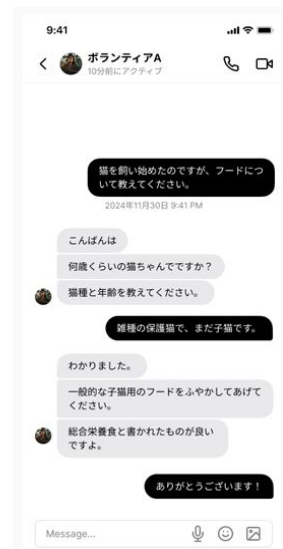 9:41
ボランティアA
10分前にアクティブ
猫を飼い始めたのですが、フードにつ
いて教えてください。
2024年11月30日 9:41 PM
こんばんは
何歳くらいの猫ちゃんでですか？
猫種と年齢を教えてください。
雑種の保護猫で、まだ子猫です。
わかりました。
一般的な子猫用のフードをふやかしてあげて
ください。
総合栄養食と書かれたものが良い
ですよ。
ありがとうございます！
Message...